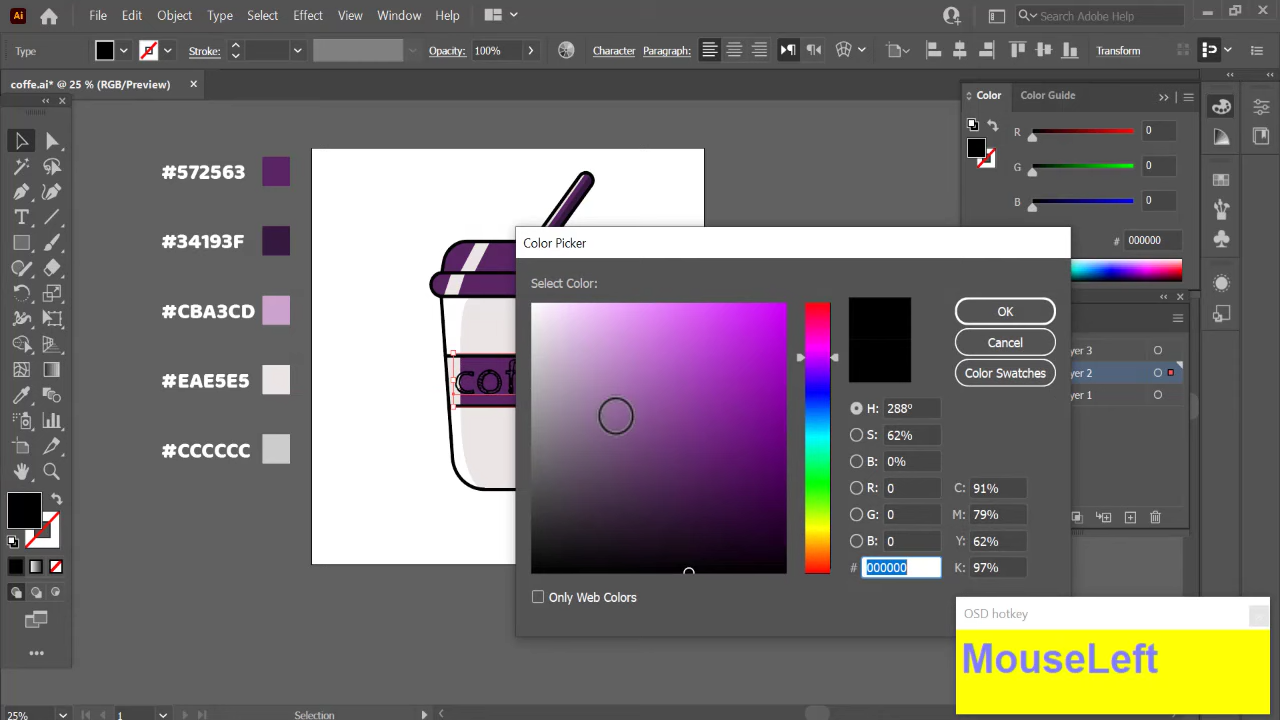 Ai File Edit Object Type Select Effect View Window Help Search Adobe Help
Type Stroke: Opacity: 100% Character Paragraph: Transform
coffe.ai* @ 25 % (RGB/Preview)
Color Color Guide
R 0
G 0
B 0
# 000000
#572563
#34193F
#CBA3CD
#EAE5E5
#CCCCCC
Color Picker
Select Color:
OK
Cancel
Color Swatches
H: 288º
S: 62%
B: 0%
R: 0 C: 91%
G: 0 M: 79%
B: 0 Y: 62%
# 000000 K: 97%
Only Web Colors
yer 3
yer 2
yer 1
cof
OSD hotkey
MouseLeft
25% 1 Selection